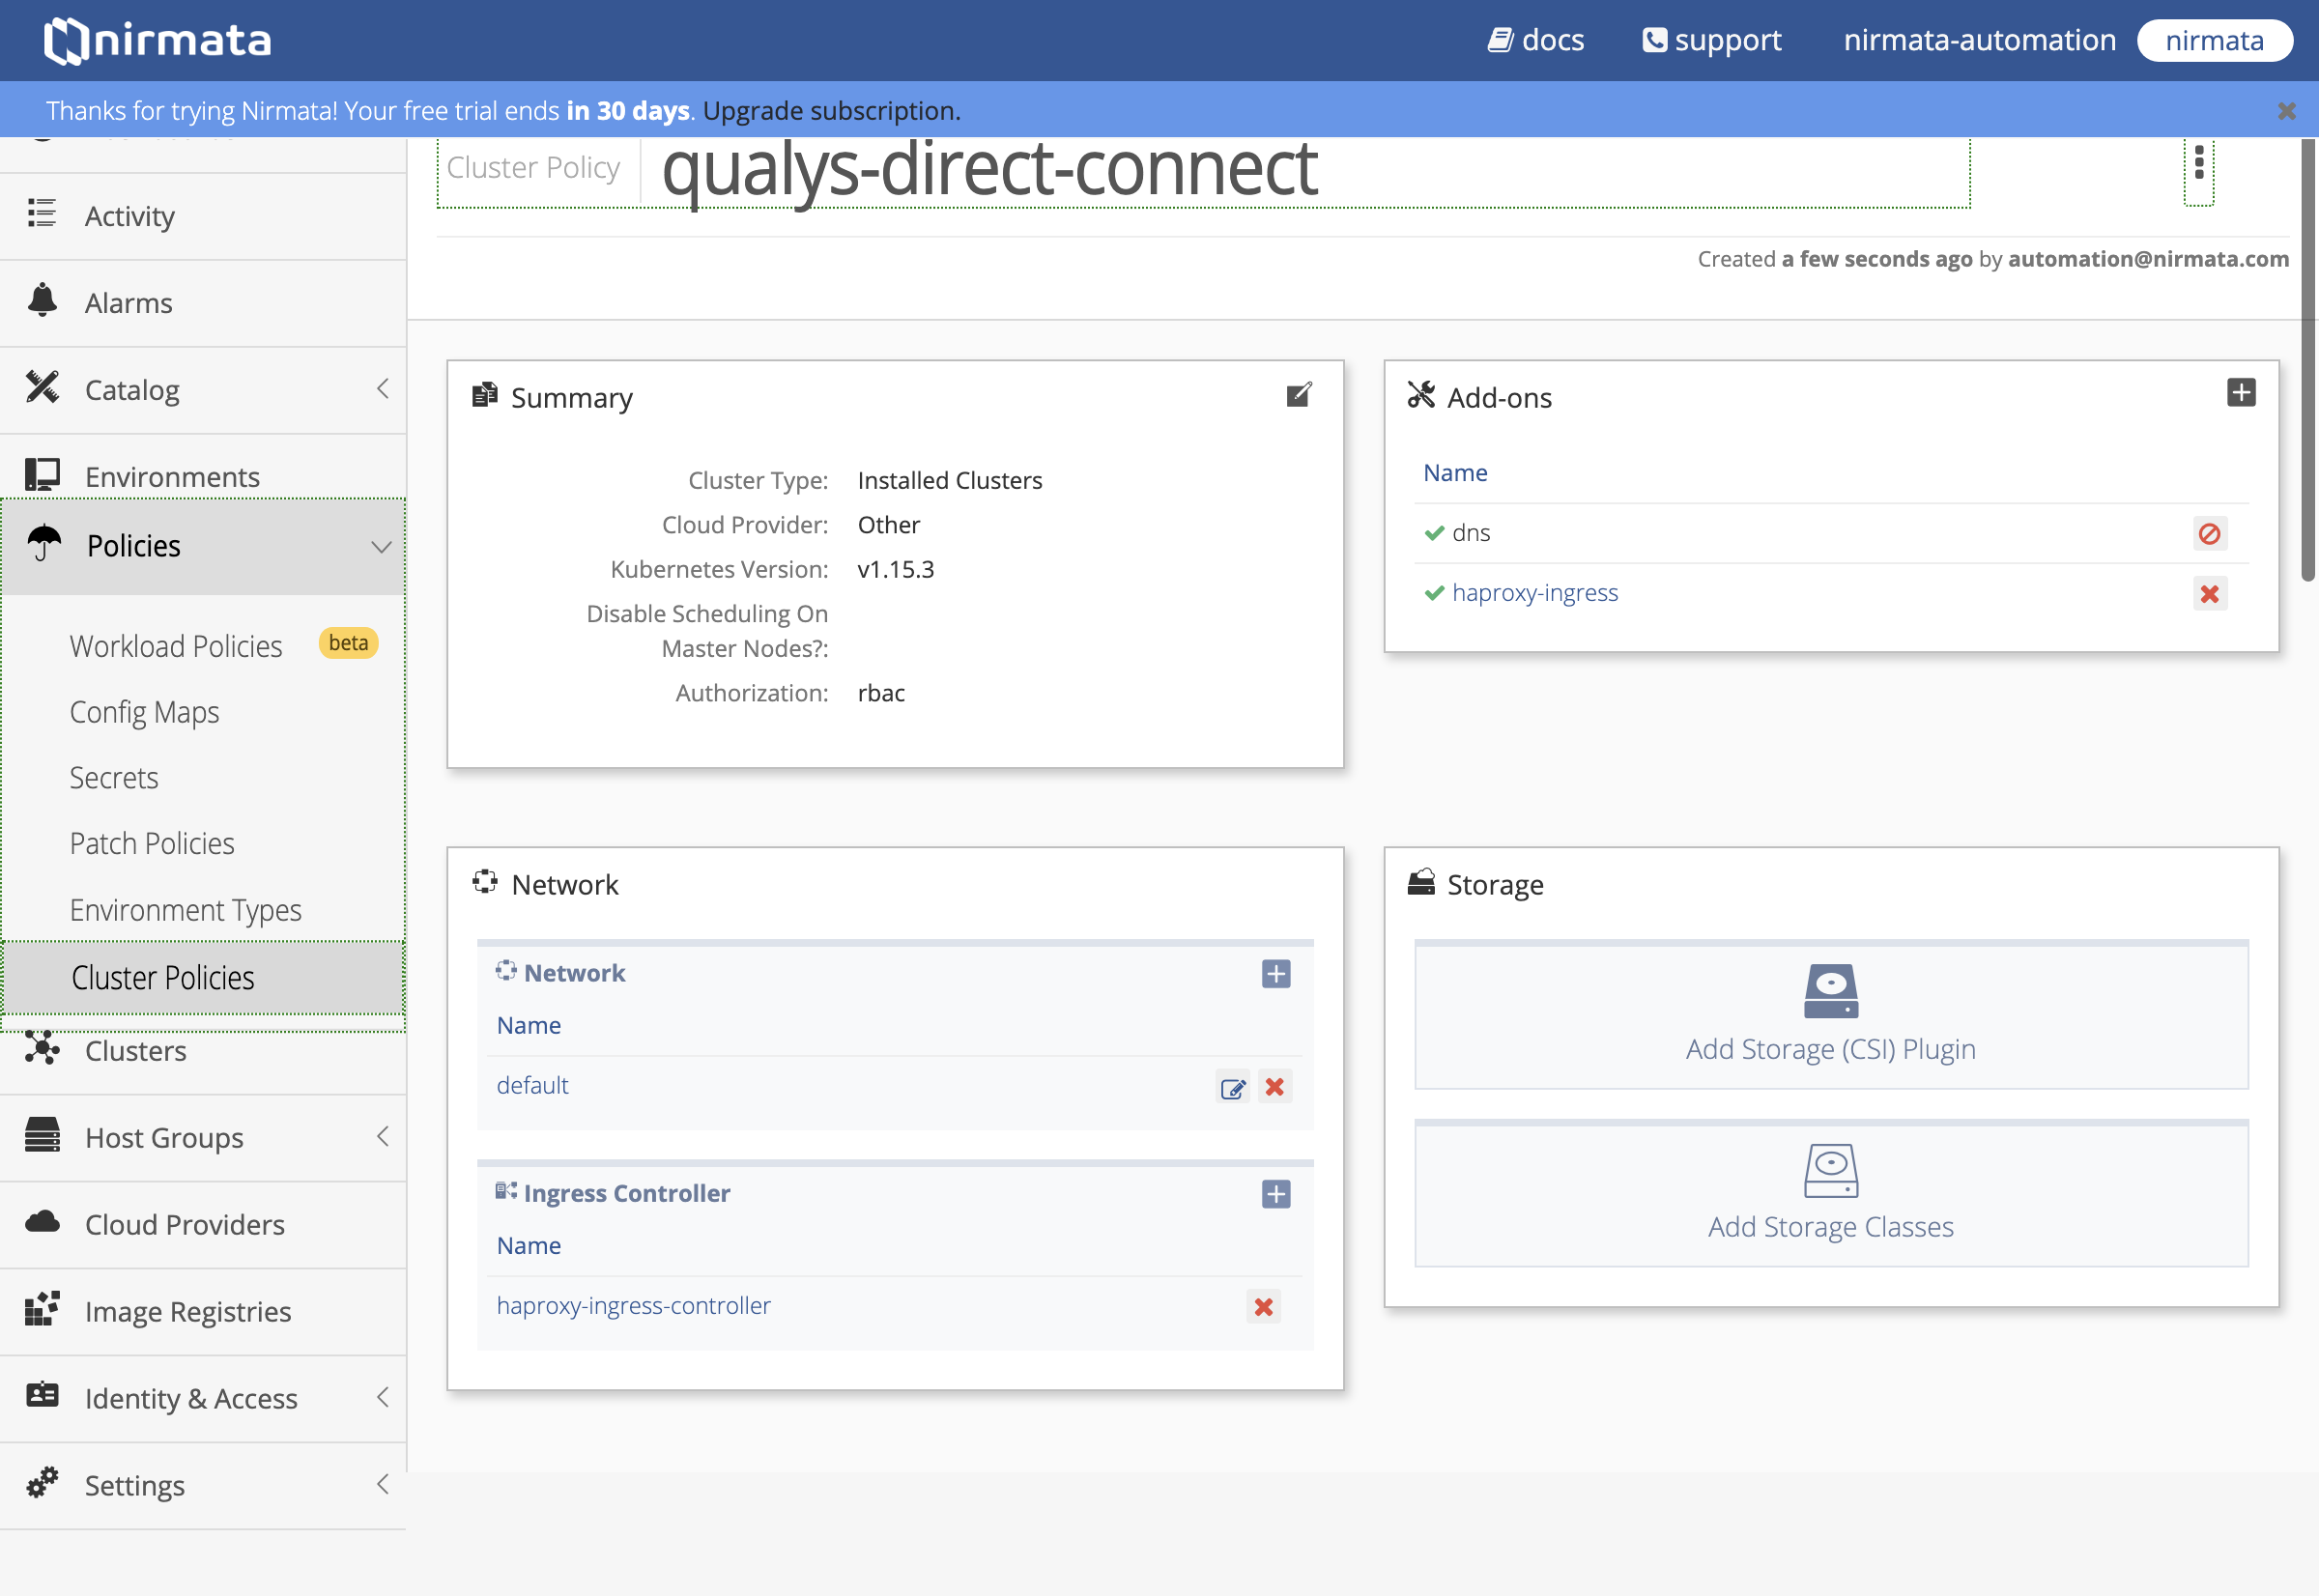 nirmata
docs
support
nirmata-automation
nirmata
Thanks for trying Nirmata! Your free trial ends in 30 days. Upgrade subscription.
Activity
Alarms
Catalog
Environments
Policies
Workload Policies beta
Config Maps
Secrets
Patch Policies
Environment Types
Cluster Policies
Clusters
Host Groups
Cloud Providers
Image Registries
Identity & Access
Settings
Cluster Policy
qualys-direct-connect
Created a few seconds ago by automation@nirmata.com
Summary
Cluster Type: Installed Clusters
Cloud Provider: Other
Kubernetes Version: v1.15.3
Disable Scheduling On
Master Nodes?:
Authorization: rbac
Add-ons
Name
dns
haproxy-ingress
Network
Network
Name
default
Ingress Controller
Name
haproxy-ingress-controller
Storage
Add Storage (CSI) Plugin
Add Storage Classes